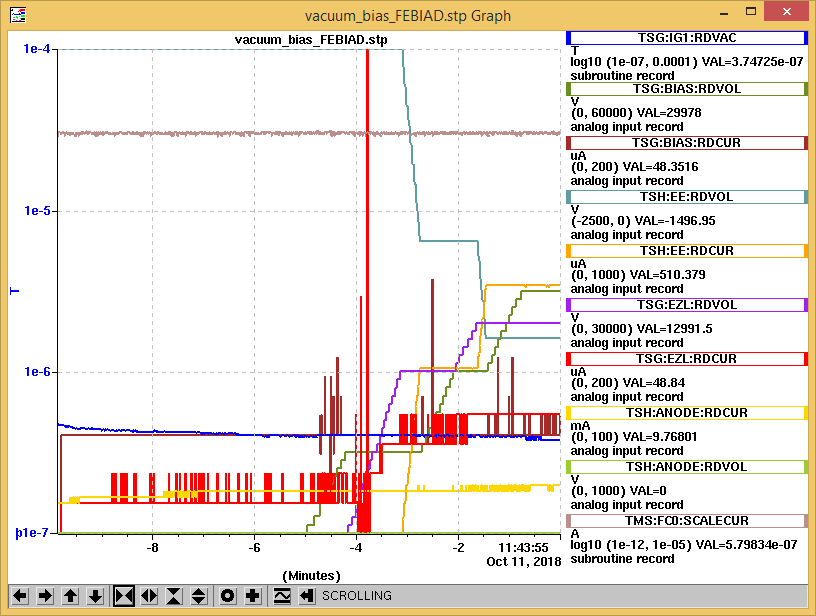 vacuum_bias_FEBIAD.stp Graph
vacuum_bias_FEBIAD.stp
1e-4
1e-5
T
1e-6
1e-7
-8
-6
-4
-2
11:43:55
Oct 11, 2018
(Minutes)
TSG:IG1:RDVAC
T
log10 (1e-07, 0.0001) VAL=3.74725e-07
subroutine record
TSG:BIAS:RDVOL
V
(0, 60000) VAL=29978
analog input record
TSG:BIAS:RDCUR
uA
(0, 200) VAL=48.3516
analog input record
TSH:EE:RDVOL
V
(-2500, 0) VAL=-1496.95
analog input record
TSH:EE:RDCUR
uA
(0, 1000) VAL=510.379
analog input record
TSG:EZL:RDVOL
V
(0, 30000) VAL=12991.5
analog input record
TSG:EZL:RDCUR
uA
(0, 200) VAL=48.84
analog input record
TSH:ANODE:RDCUR
mA
(0, 100) VAL=9.76801
analog input record
TSH:ANODE:RDVOL
V
(0, 1000) VAL=0
analog input record
TMS:FC0:SCALECUR
A
log10 (1e-12, 1e-05) VAL=5.79834e-07
subroutine record
SCROLLING